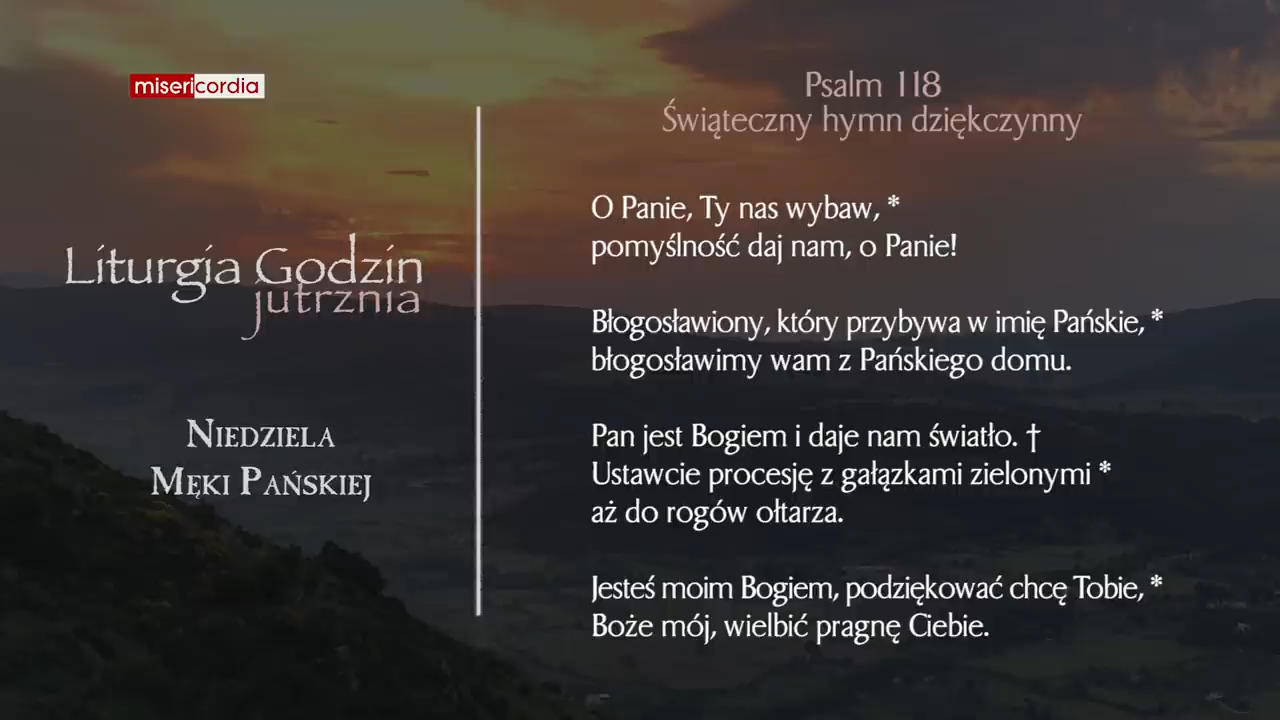 misericordia
Liturgia Godzin
jutrznia
Niedziela
Męki Pańskiej
Psalm 118
Świąteczny hymn dziękczynny
O Panie, Ty nas wybaw, *
pomyślność daj nam, o Panie!
Błogosławiony, który przybywa w imię Pańskie, *
błogosławimy wam z Pańskiego domu.
Pan jest Bogiem i daje nam światło. †
Ustawcie procesję z gałązkami zielonymi *
aż do rogów ołtarza.
Jesteś moim Bogiem, podziękować chcę Tobie, *
Boże mój, wielbić pragnę Ciebie.